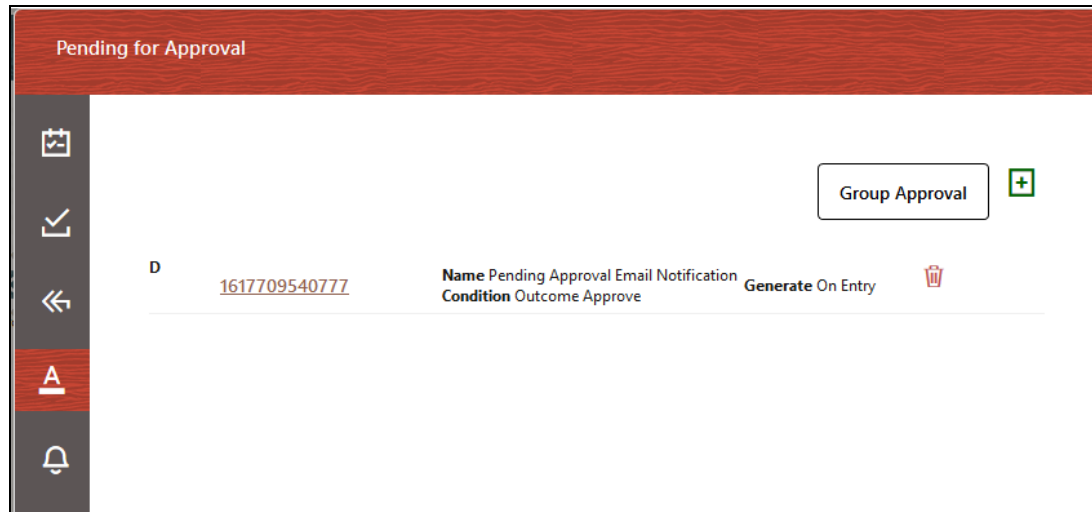 Pending for Approval
Group Approval
D
1617709540777
Name Pending Approval Email Notification
Condition Outcome Approve
Generate On Entry
A